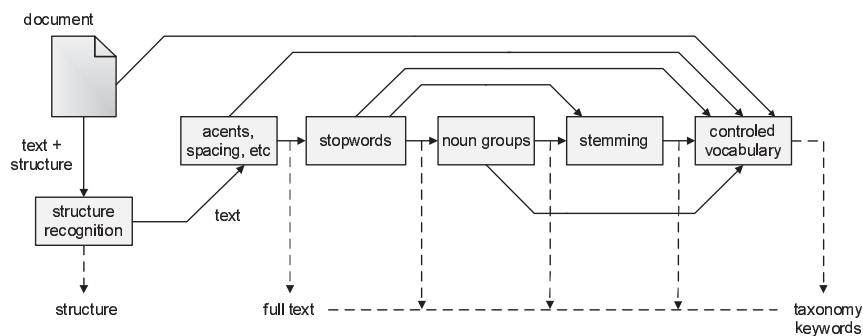 document
text +
structure
structure
recognition
structure
text
acents,
spacing, etc
stopwords
noun groups
stemming
controled
vocabulary
full text
taxonomy
keywords